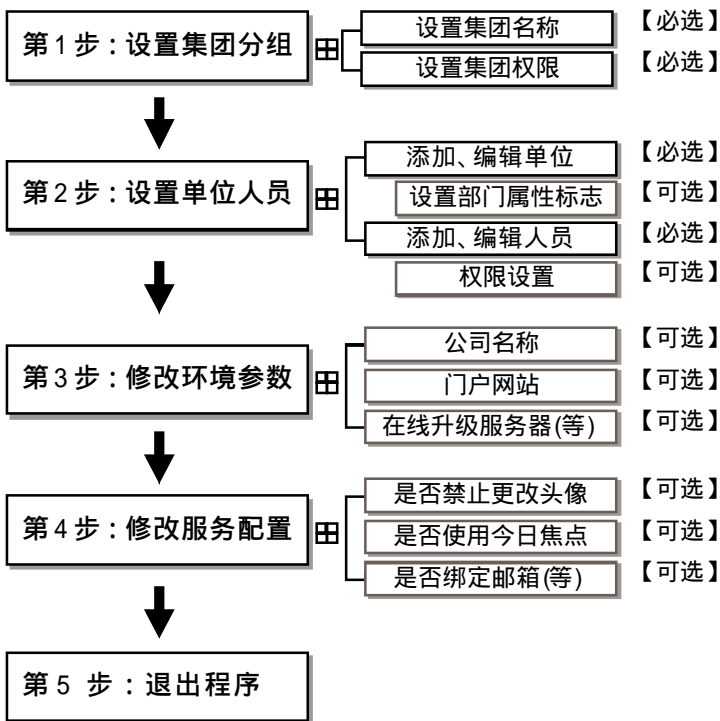 第1步:设置集团分组
设置集团名称 【必选】
设置集团权限 【必选】
第2步:设置单位人员
添加、编辑单位 【必选】
设置部门属性标志 【可选】
添加、编辑人员 【必选】
权限设置 【可选】
第3步:修改环境参数
公司名称 【可选】
门户网站 【可选】
在线升级服务器(等) 【可选】
第4步:修改服务配置
是否禁止更改头像 【可选】
是否使用今日焦点 【可选】
是否绑定邮箱(等) 【可选】
第5 步:退出程序